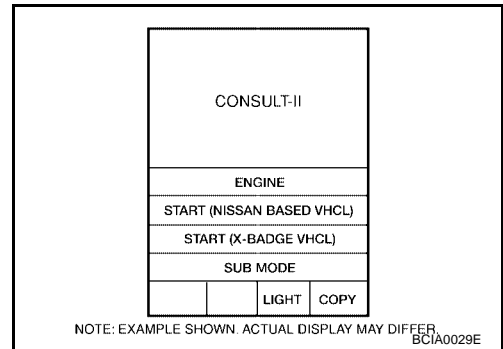 CONSULT-II
ENGINE
START (NISSAN BASED VHCL)
START (X-BADGE VHCL)
SUB MODE
LIGHT COPY
NOTE: EXAMPLE SHOWN. ACTUAL DISPLAY MAY DIFFER.
BCIA0029E